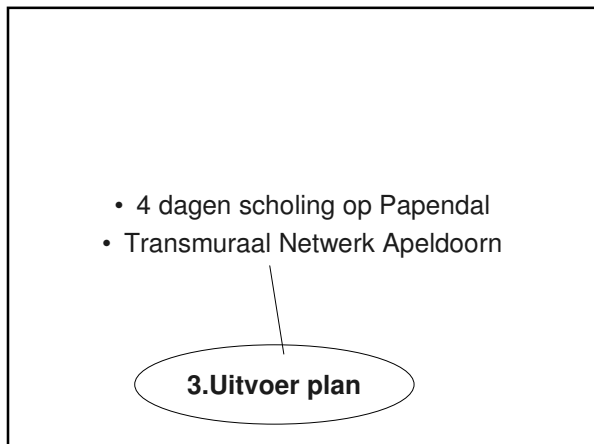 • 4 dagen scholing op Papendal
• Transmuraal Netwerk Apeldoorn
3.Uitvoer plan